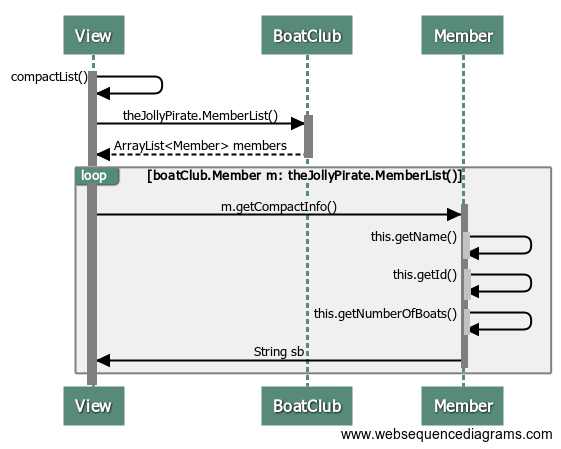 View BoatClub Member
compactList()
theJollyPirate.MemberList()
ArrayList<Member> members
loop [boatClub.Member m: theJollyPirate.MemberList()]
m.getCompactInfo()
this.getName()
this.getId()
this.getNumberOfBoats()
String sb
View BoatClub Member
www.websequencediagrams.com